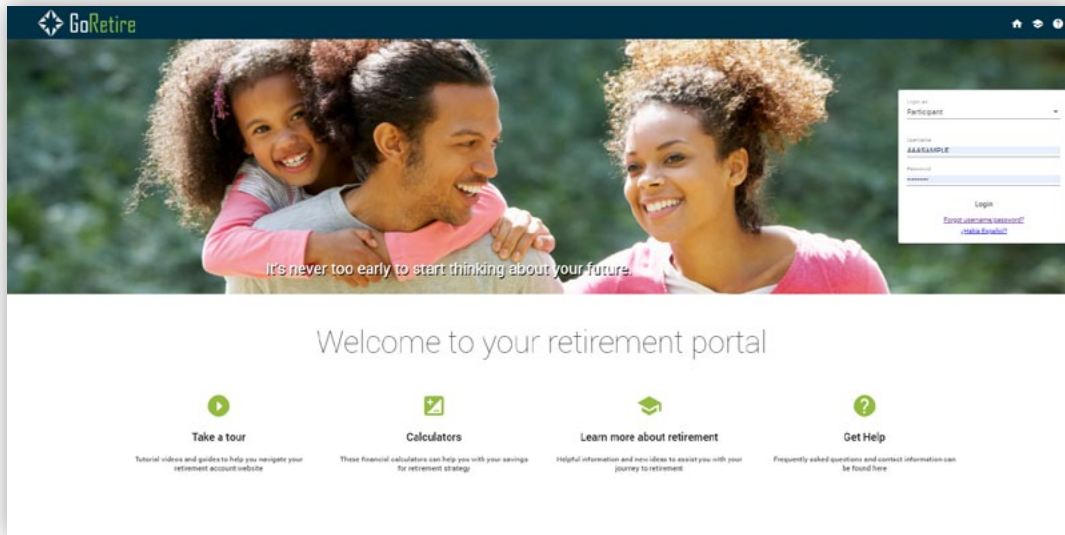 GoRetire
Login as
Participant
Username
AAASAMPLE
Password
Login
Forgot username/password?
¿Habla Español?
It's never too early to start thinking about your future.
Welcome to your retirement portal
Take a tour
Tutorial videos and guides to help you navigate your
retirement account website
Calculators
These financial calculators can help you with your savings
for retirement strategy
Learn more about retirement
Helpful information and new ideas to assist you with your
journey to retirement
Get Help
Frequently asked questions and contact information can
be found here